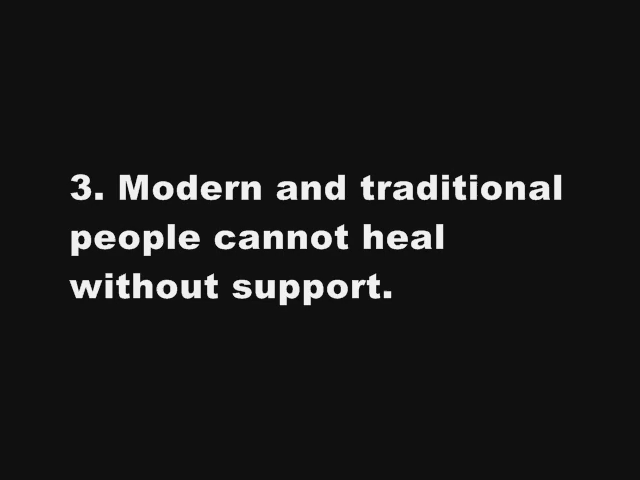 3. Modern and traditional
people cannot heal
without support.